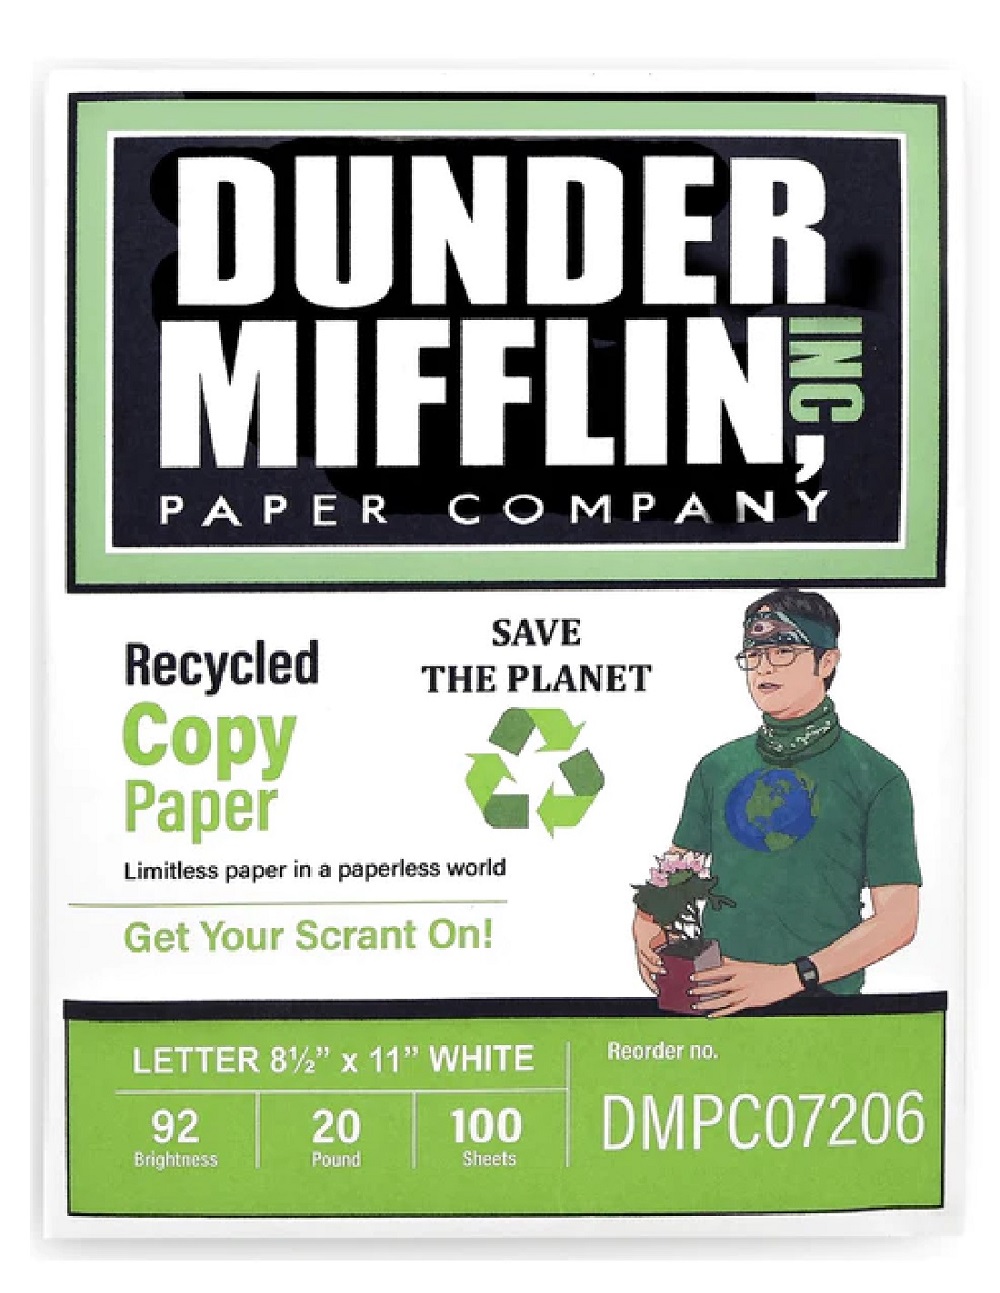 DUNDER
MIFFLIN,
INC
PAPER COMPANY
Recycled
Copy
Paper
SAVE
THE PLANET
Limitless paper in a paperless world
Get Your Scrant On!
LETTER 8½” x 11” WHITE
92
Brightness
20
Pound
100
Sheets
Reorder no.
DMPC07206